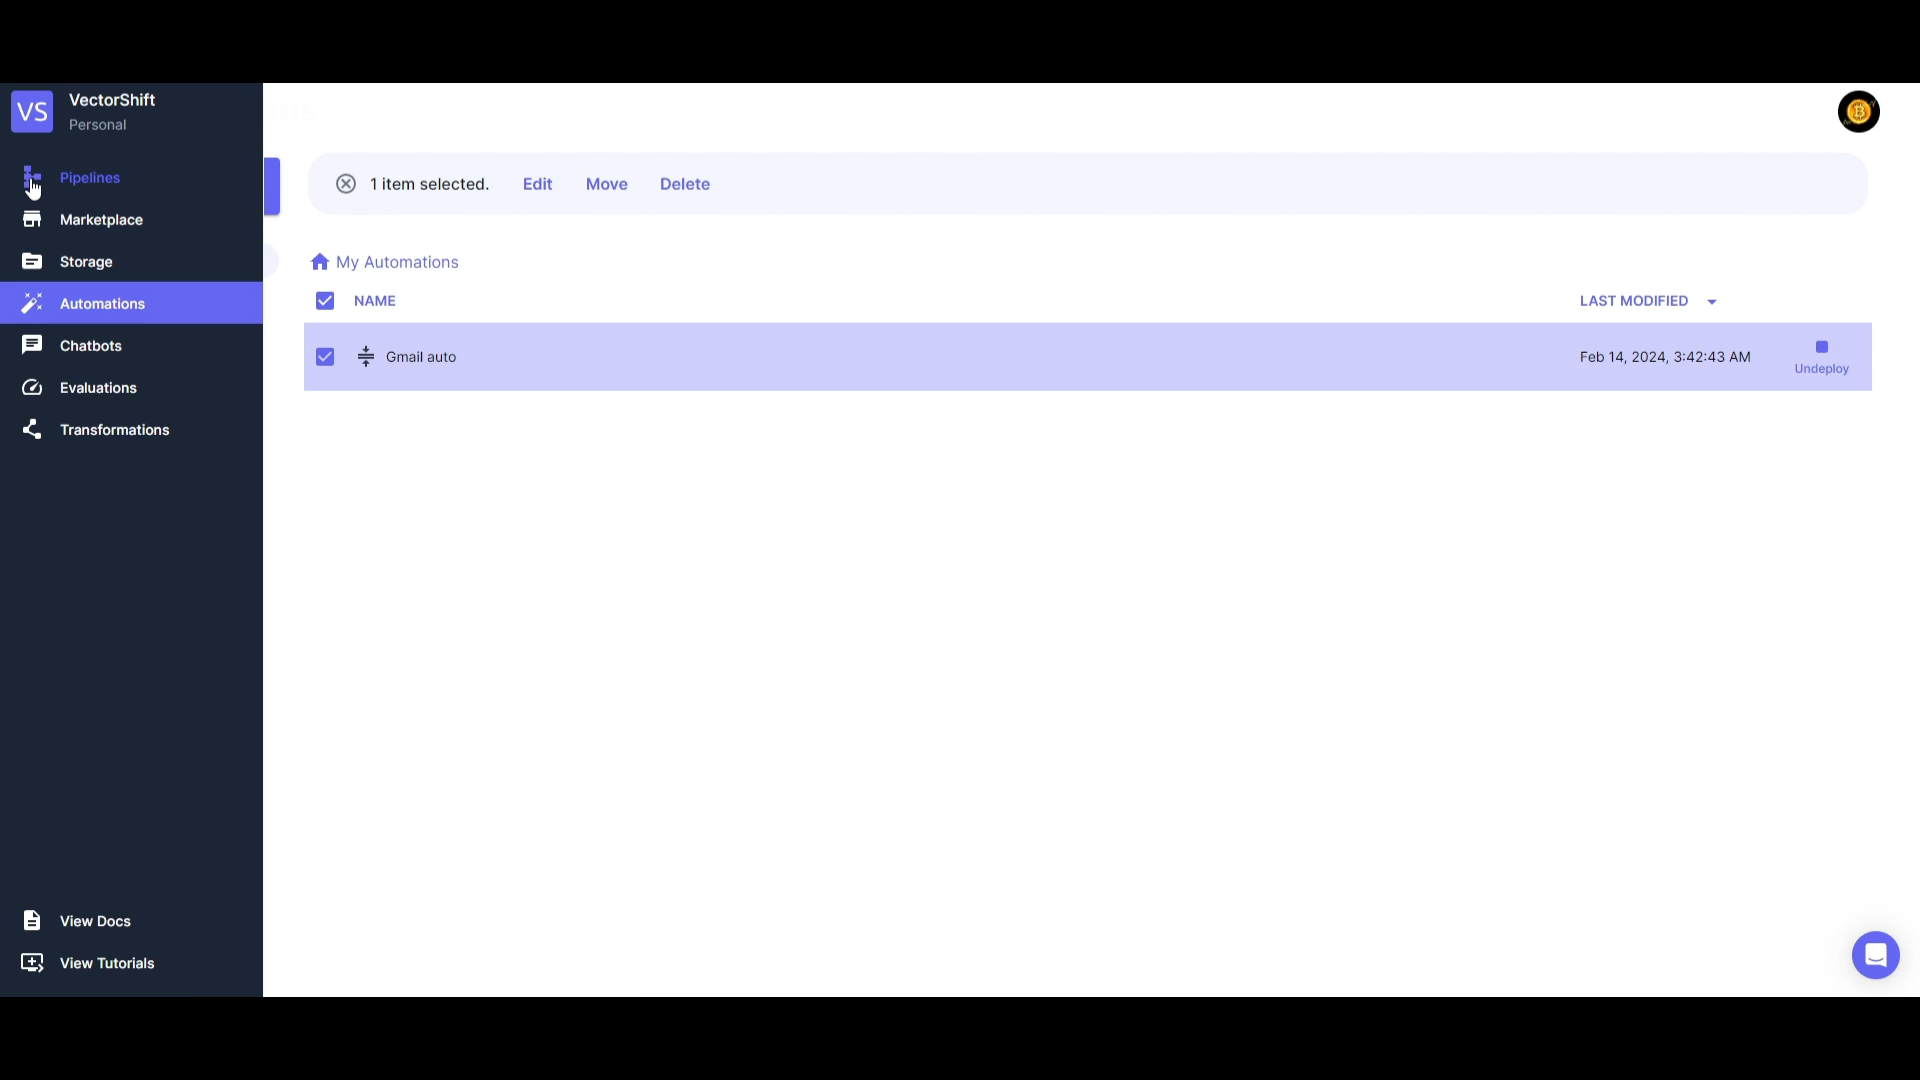 VS
VectorShift
Personal
Pipelines
Marketplace
Storage
Automations
Chatbots
Evaluations
Transformations
View Docs
View Tutorials
1 item selected. Edit Move Delete
My Automations
NAME LAST MODIFIED
Gmail auto Feb 14, 2024, 3:42:43 AM Undeploy